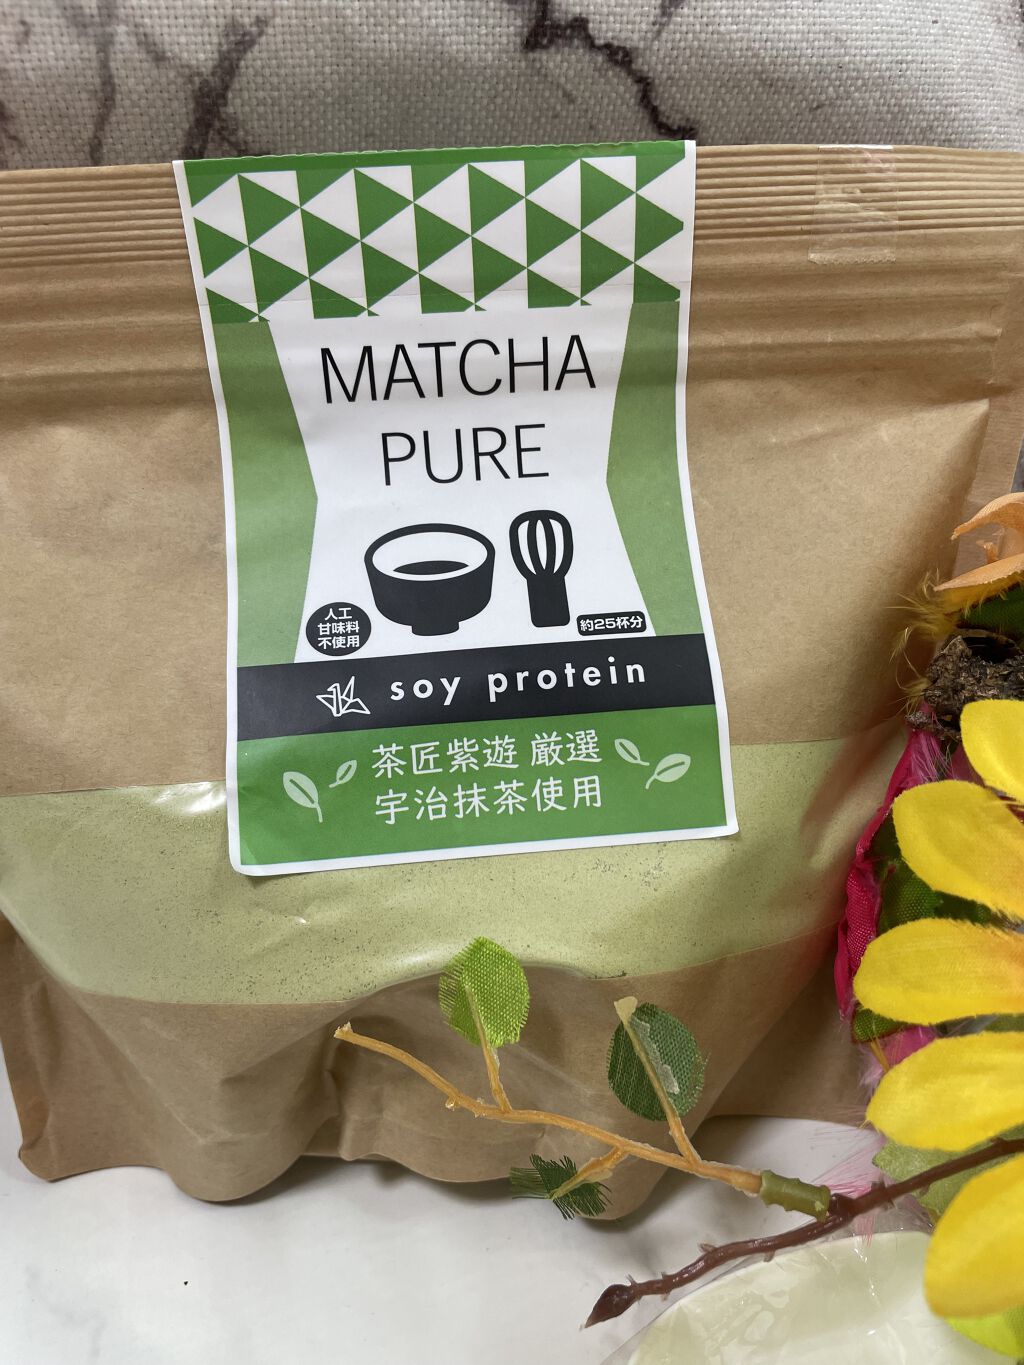 MATCHA
PURE
人工
甘味料
不使用
約25杯分
soy protein
茶匠紫遊 厳選
宇治抹茶使用